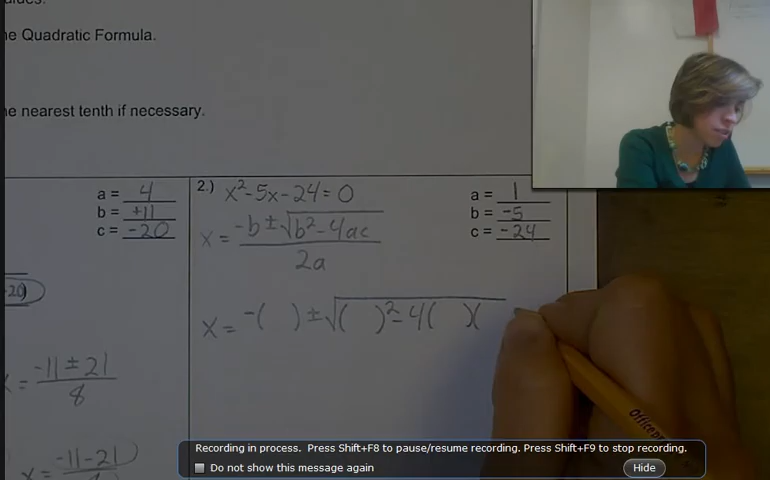 e Quadratic Formula.
e nearest tenth if necessary.
a = 4
b = +11
c = -20
-20)
= -11 ± 21
8
x = -11-21
2.) x²-5x-24=0
a = 1
b = -5
c = -24
x = -b ± √b²-4ac
2a
x = -( ) ± √( )²-4( )(
Office
Recording in process. Press Shift+F8 to pause/resume recording. Press Shift+F9 to stop recording.
Do not show this message again
Hide